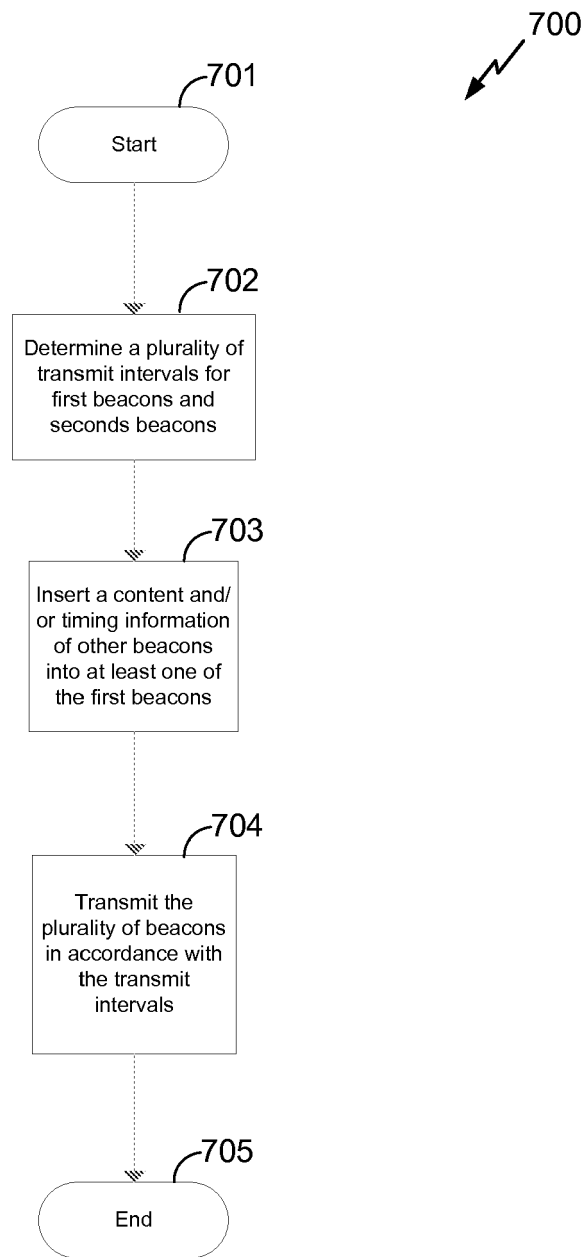 700
701
Start
702
Determine a plurality of
transmit intervals for
first beacons and
seconds beacons
703
Insert a content and/
or timing information
of other beacons
into at least one of
the first beacons
704
Transmit the
plurality of beacons
in accordance with
the transmit
intervals
705
End